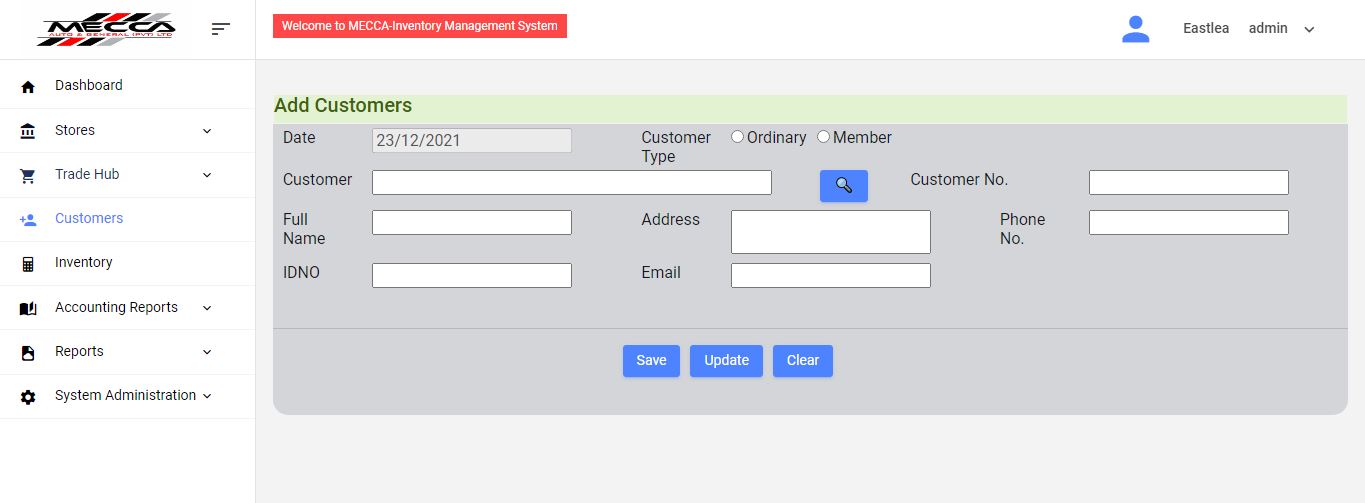 MECCA
AUTO & GENERAL (PVT) LTD
Welcome to MECCA-Inventory Management System
Eastlea admin
Dashboard
Stores
Trade Hub
Customers
Inventory
Accounting Reports
Reports
System Administration
Add Customers
Date 23/12/2021 Customer Type Ordinary Member
Customer Customer No.
Full Name Address Phone No.
IDNO Email
Save Update Clear